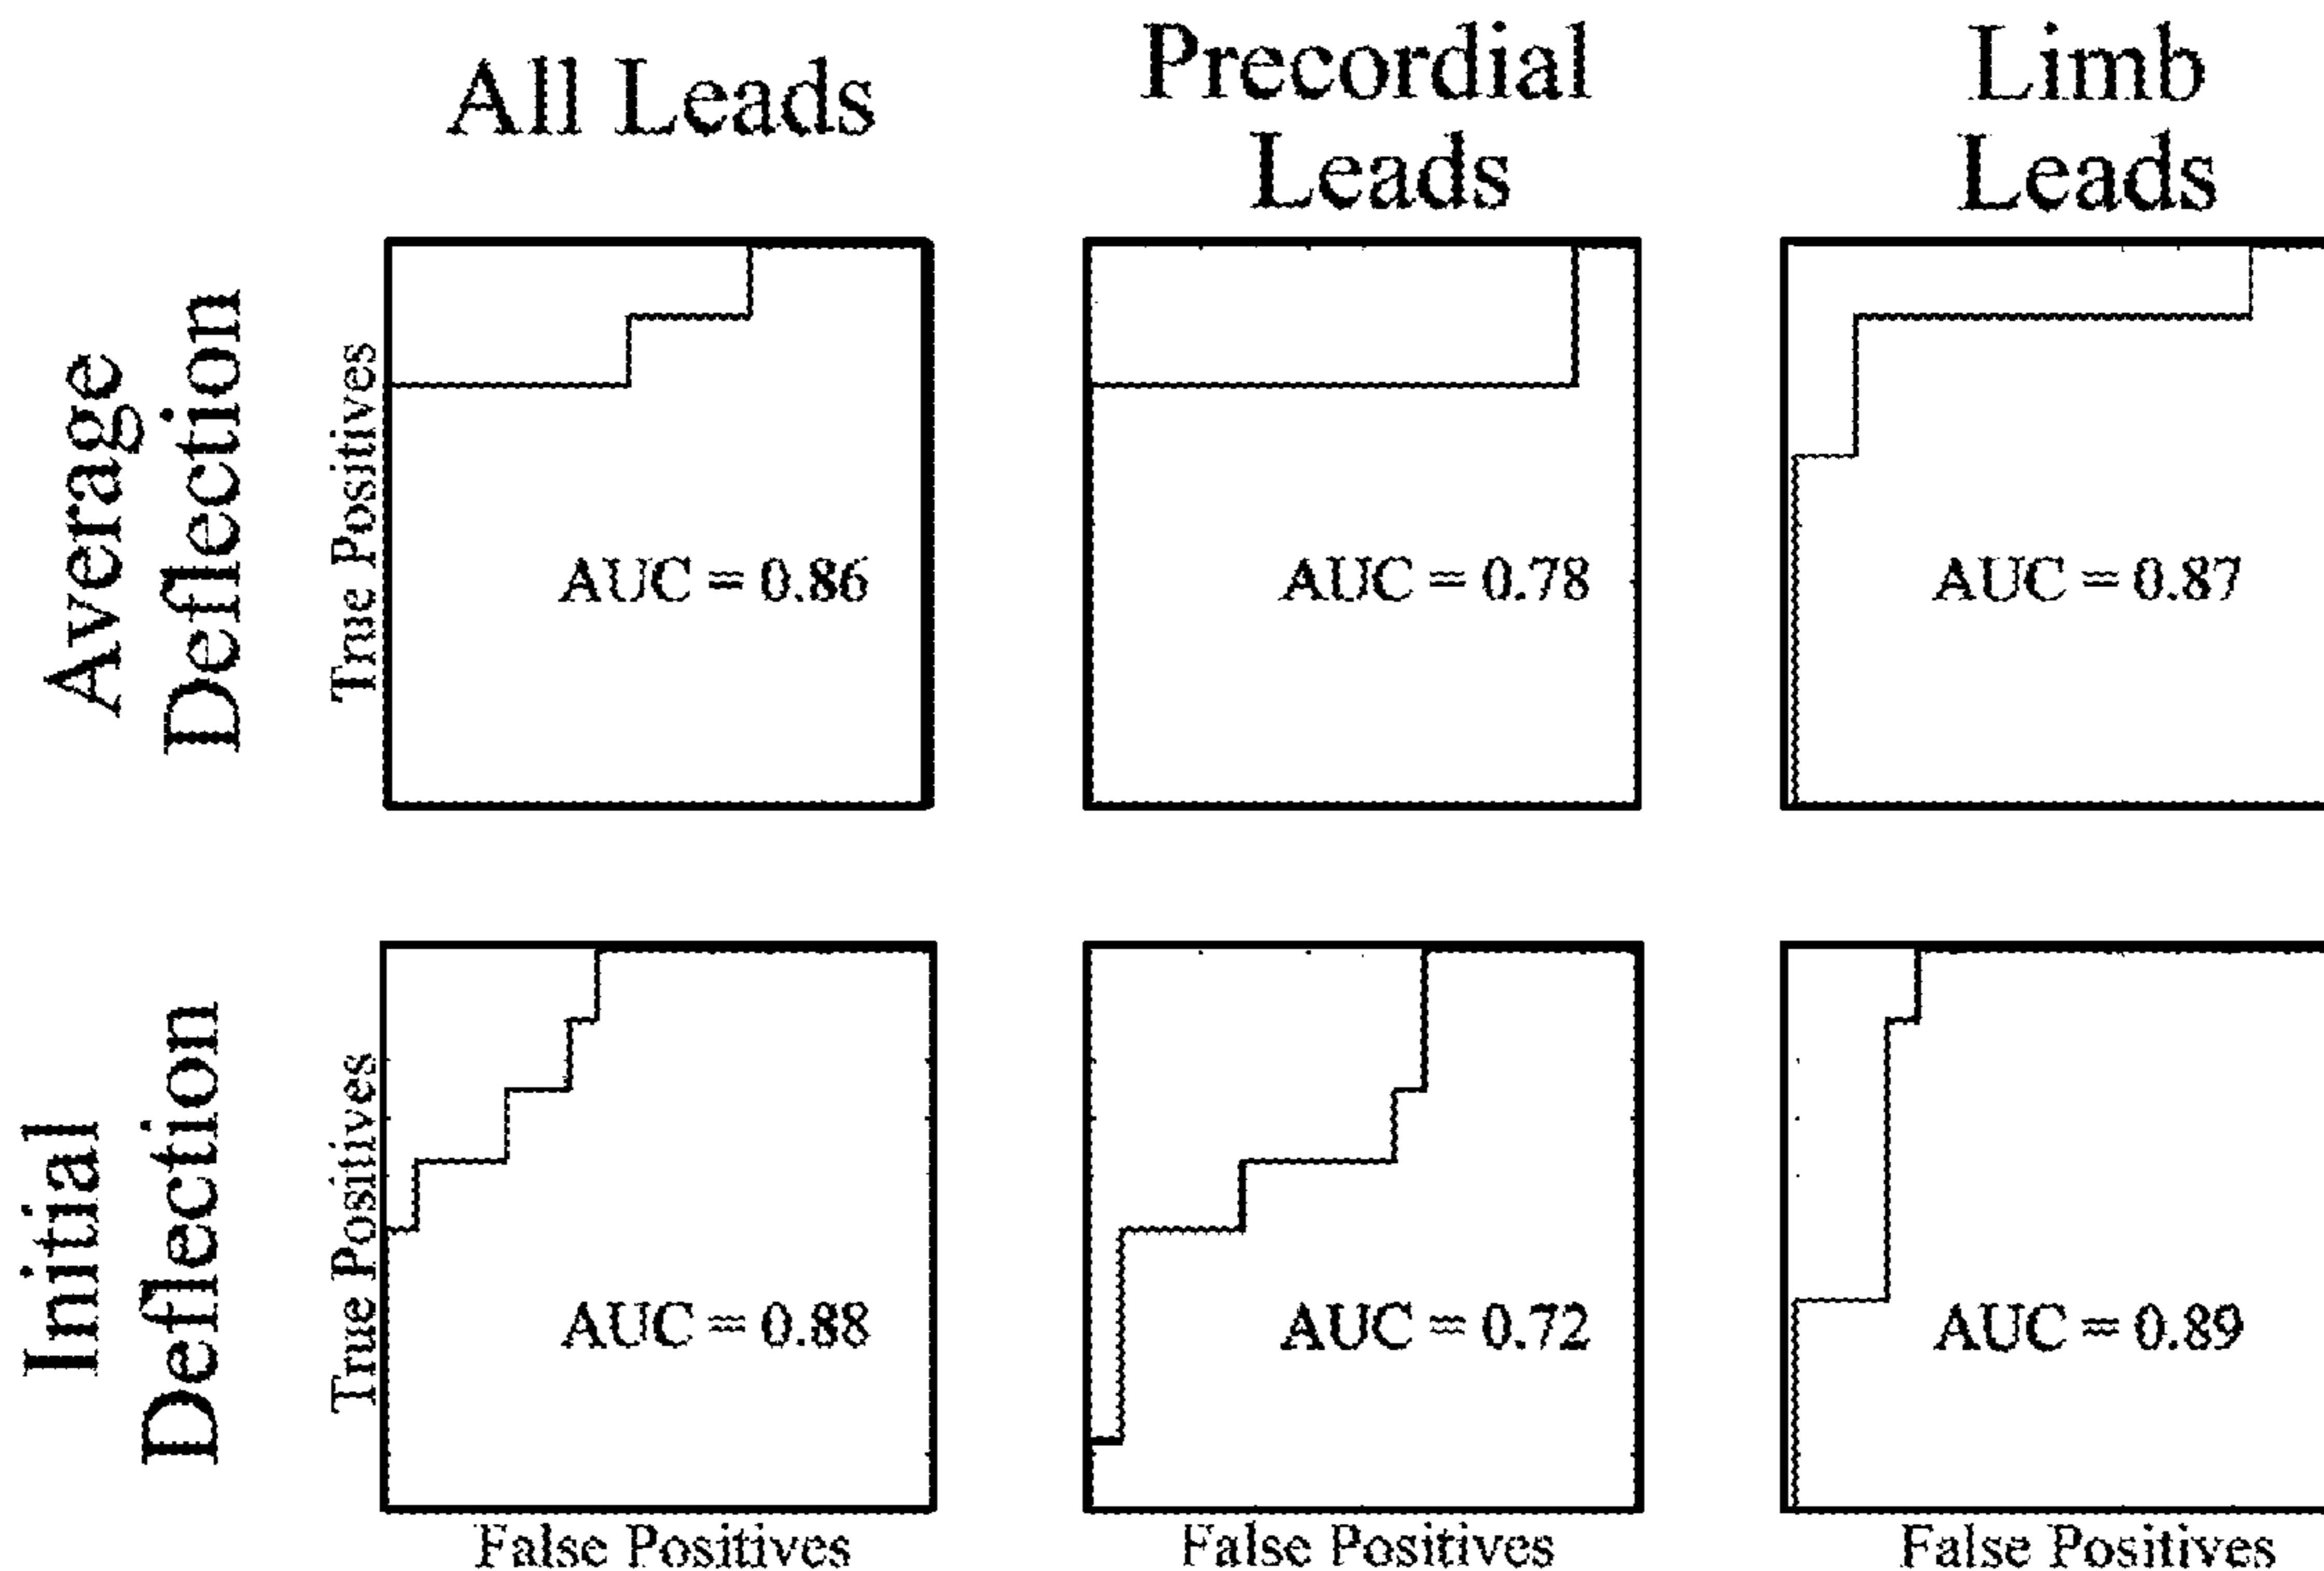 All Leads
Precordial
Leads
Limb
Leads
Average
Deflection
True Positives
AUC = 0.86
AUC = 0.78
AUC = 0.87
Initial
Deflection
True Positives
AUC = 0.88
AUC = 0.72
AUC = 0.89
False Positives
False Positives
False Positives